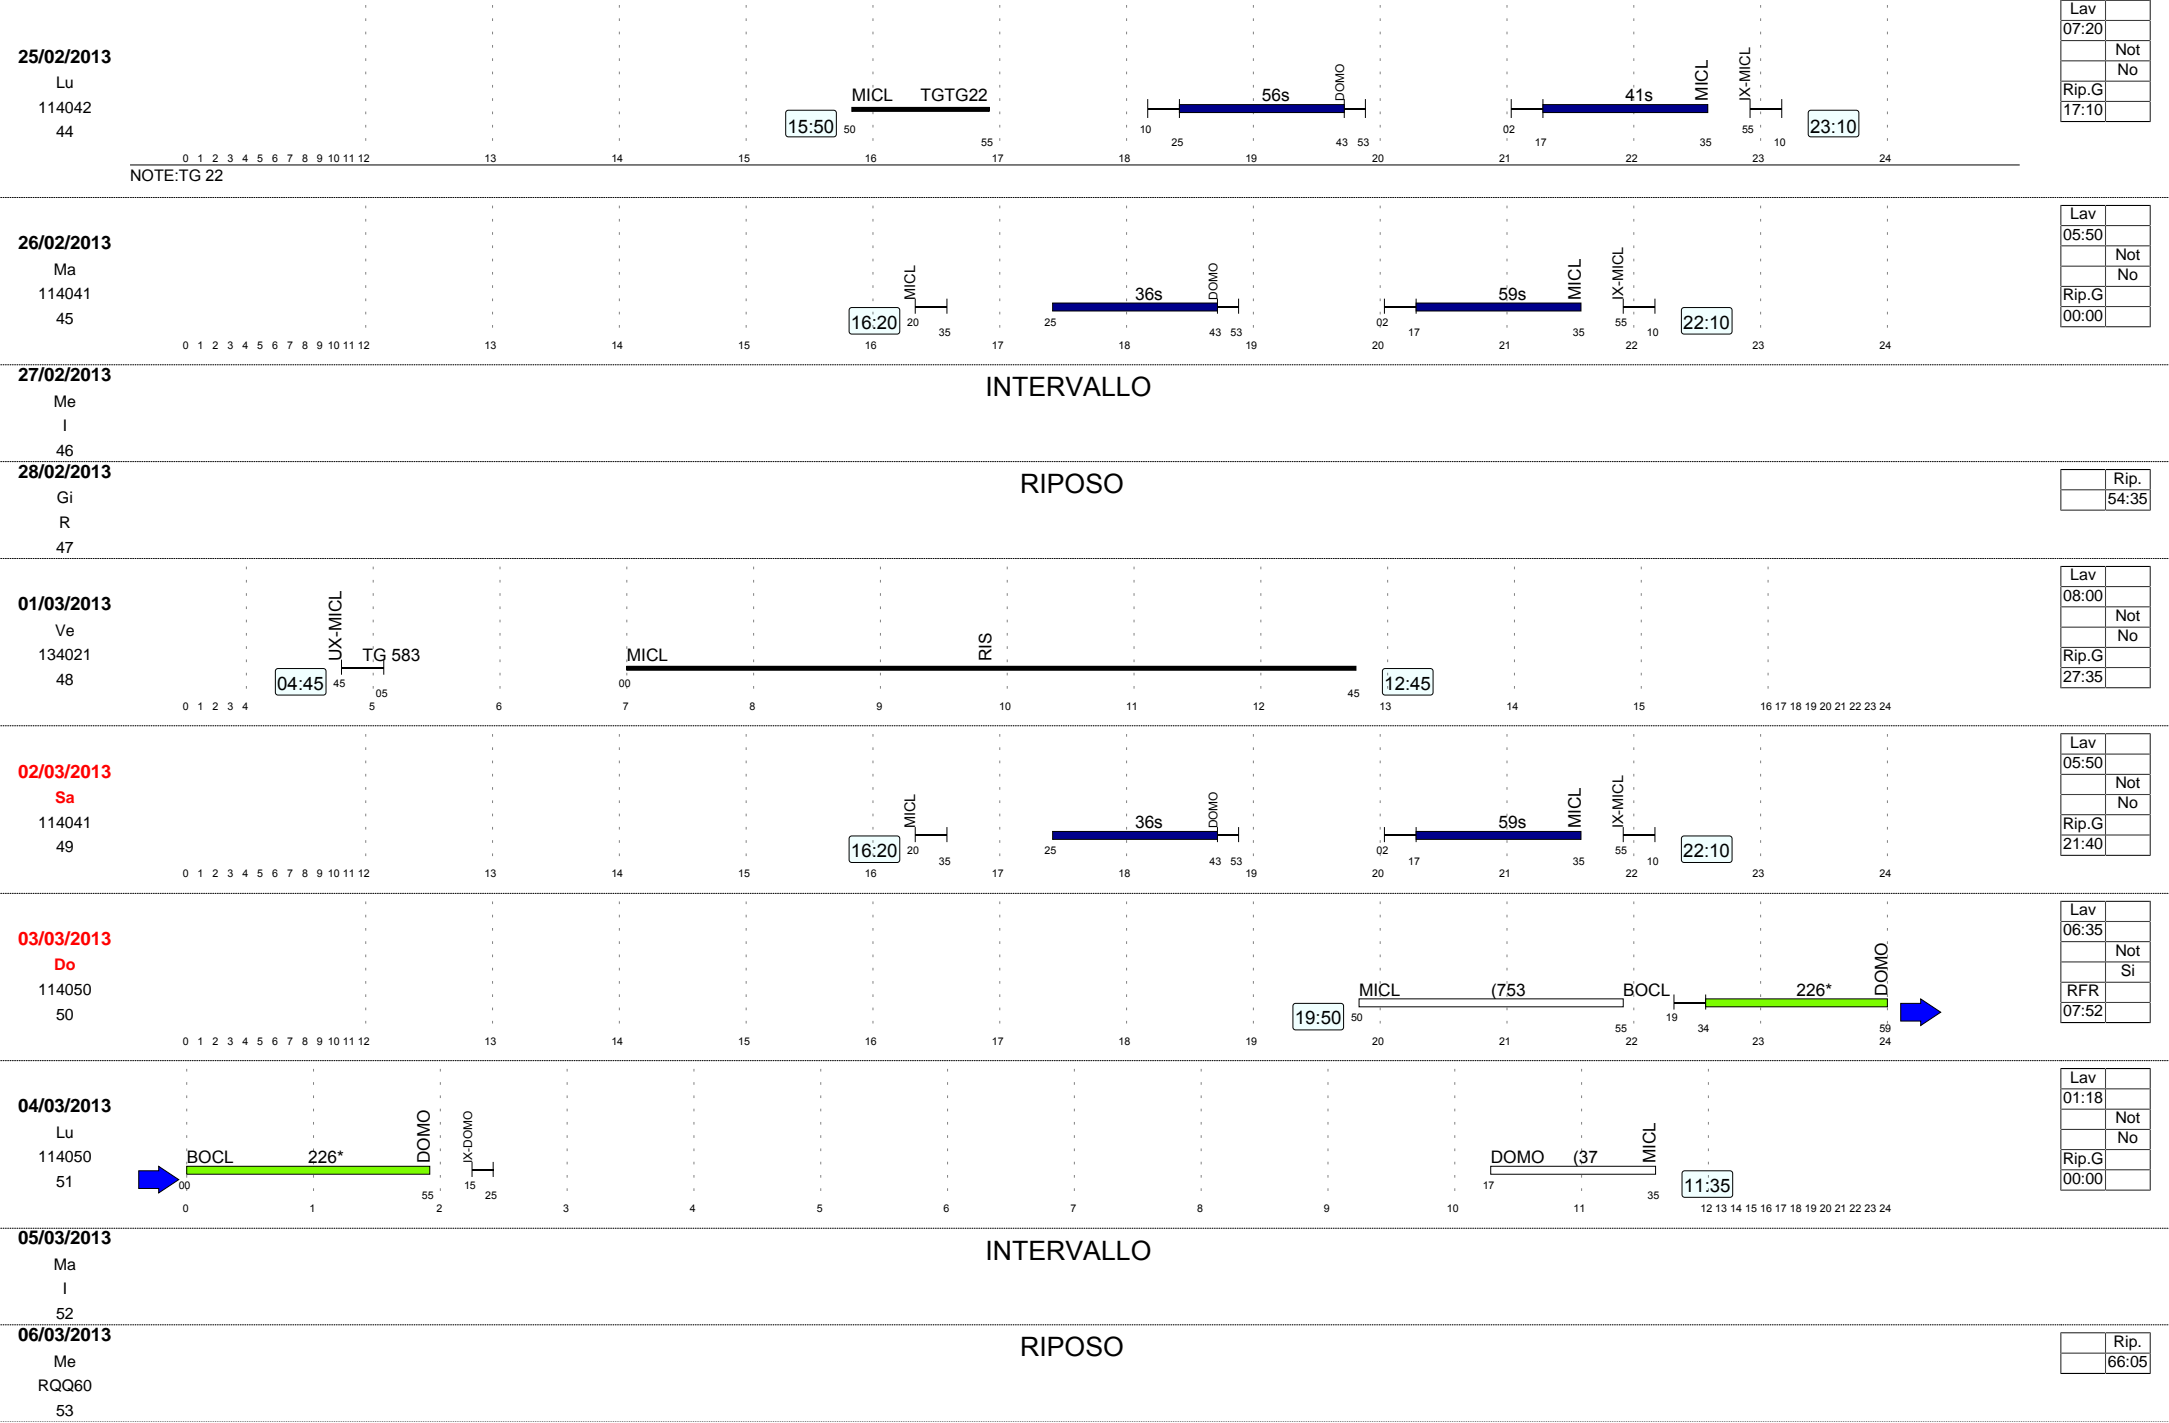 25/02/2013
Lu
114042
44
15:50
MICL TGTG22
50 55
56s
DOMO
10 25 43 53
41s
MICL
IX-MICL
02 17 35 55 10
23:10
0 1 2 3 4 5 6 7 8 9 10 11 12 13 14 15 16 17 18 19 20 21 22 23 24
NOTE:TG 22
Lav
07:20
Not
No
Rip.G
17:10
26/02/2013
Ma
114041
45
16:20
MICL
20 35
36s
DOMO
25 43 53
59s
MICL
IX-MICL
02 17 35 55 10
22:10
0 1 2 3 4 5 6 7 8 9 10 11 12 13 14 15 16 17 18 19 20 21 22 23 24
Lav
05:50
Not
No
Rip.G
00:00
27/02/2013
Me
I
46
INTERVALLO
28/02/2013
Gi
R
47
RIPOSO
Rip.
54:35
01/03/2013
Ve
134021
48
04:45
UX-MICL
TG 583
45 05
MICL
RIS
00 45
12:45
0 1 2 3 4 5 6 7 8 9 10 11 12 13 14 15 16 17 18 19 20 21 22 23 24
Lav
08:00
Not
No
Rip.G
27:35
02/03/2013
Sa
114041
49
16:20
MICL
20 35
36s
DOMO
25 43 53
59s
MICL
IX-MICL
02 17 35 55 10
22:10
0 1 2 3 4 5 6 7 8 9 10 11 12 13 14 15 16 17 18 19 20 21 22 23 24
Lav
05:50
Not
No
Rip.G
21:40
03/03/2013
Do
114050
50
19:50
MICL (753 BOCL
50 55
226*
DOMO
19 34 59
0 1 2 3 4 5 6 7 8 9 10 11 12 13 14 15 16 17 18 19 20 21 22 23 24
Lav
06:35
Not
Si
RFR
07:52
04/03/2013
Lu
114050
51
BOCL 226*
DOMO
IX-DOMO
00 55 15 25
DOMO (37
MICL
17 35
11:35
0 1 2 3 4 5 6 7 8 9 10 11 12 13 14 15 16 17 18 19 20 21 22 23 24
Lav
01:18
Not
No
Rip.G
00:00
05/03/2013
Ma
I
52
INTERVALLO
06/03/2013
Me
RQQ60
53
RIPOSO
Rip.
66:05